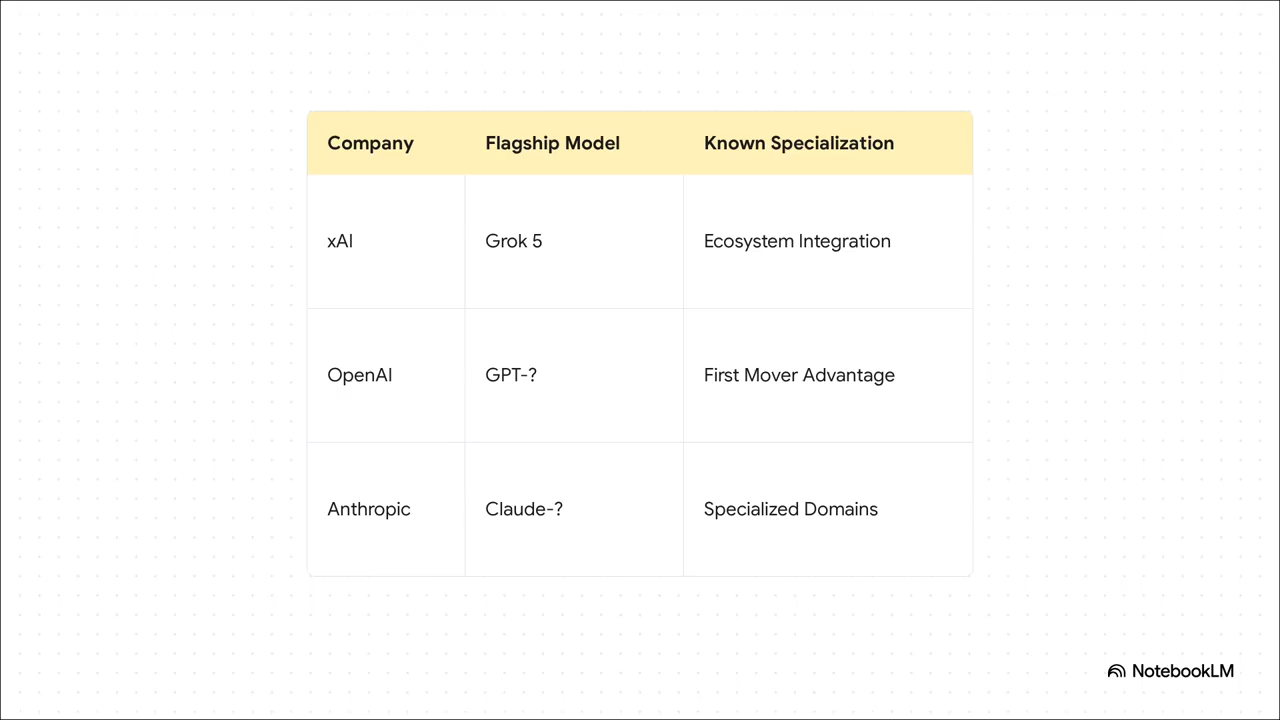 Company Flagship Model Known Specialization
xAI Grok 5 Ecosystem Integration
OpenAI GPT-? First Mover Advantage
Anthropic Claude-? Specialized Domains
NotebookLM